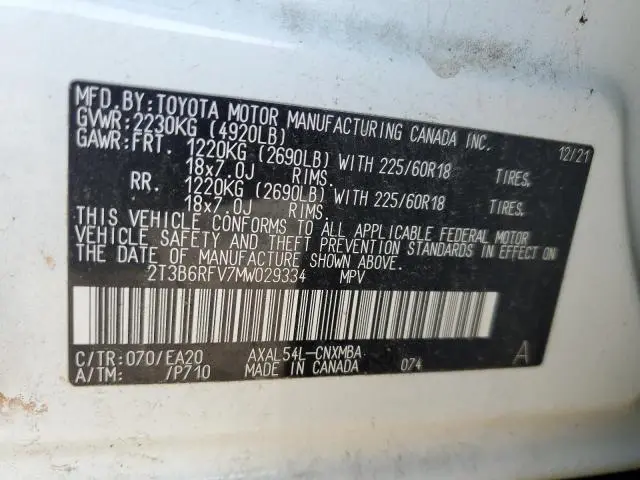 MFD. BY: TOYOTA MOTOR MANUFACTURING CANADA INC.
GVWR: 2230KG (4920LB) 12/21
GAWR: FRT. 1220KG (2690LB) WITH 225/60R18 TIRES,
18x7.0J RIMS.
RR. 1220KG (2690LB) WITH 225/60R18 TIRES,
18x7.0J RIMS.
THIS VEHICLE CONFORMS TO ALL APPLICABLE FEDERAL MOTOR
VEHICLE SAFETY AND THEFT PREVENTION STANDARDS IN EFFECT ON
THE DATE OF MANUFACTURE SHOWN ABOVE.
2T3B6RFV7MW029334 MPV
C/TR: 070/EA20 AXAL54L-CNXMBA A
A/TM: /P710 MADE IN CANADA 074